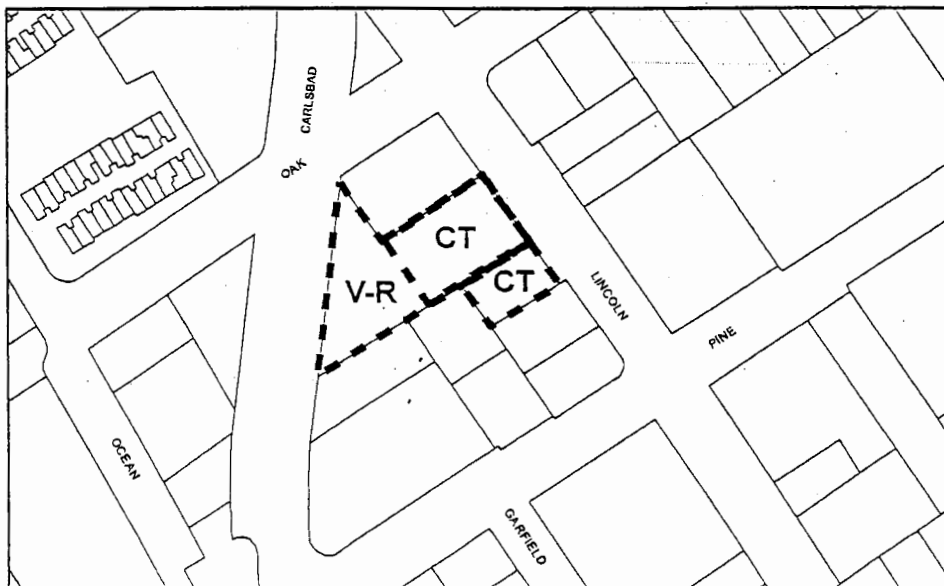 CARLSBAD
OAK
CT
CT
V-R
LINCOLN
PINE
OCEAN
GARFIELD